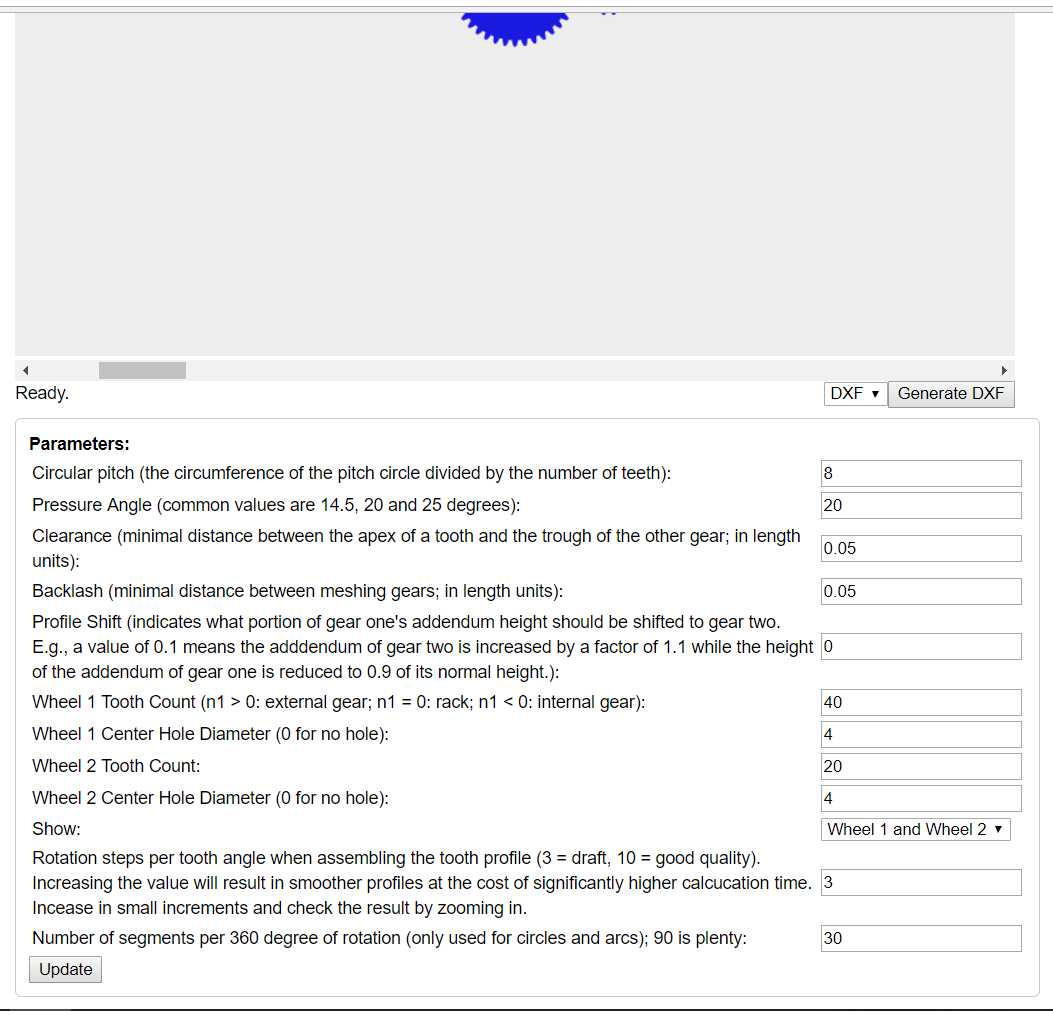 Ready.
DXF
Generate DXF
Parameters:
Circular pitch (the circumference of the pitch circle divided by the number of teeth):
8
Pressure Angle (common values are 14.5, 20 and 25 degrees):
20
Clearance (minimal distance between the apex of a tooth and the trough of the other gear; in length
units):
0.05
Backlash (minimal distance between meshing gears; in length units):
0.05
Profile Shift (indicates what portion of gear one's addendum height should be shifted to gear two.
E.g., a value of 0.1 means the adddendum of gear two is increased by a factor of 1.1 while the height
of the addendum of gear one is reduced to 0.9 of its normal height.):
0
Wheel 1 Tooth Count (n1 > 0: external gear; n1 = 0: rack; n1 < 0: internal gear):
40
Wheel 1 Center Hole Diameter (0 for no hole):
4
Wheel 2 Tooth Count:
20
Wheel 2 Center Hole Diameter (0 for no hole):
4
Show:
Wheel 1 and Wheel 2
Rotation steps per tooth angle when assembling the tooth profile (3 = draft, 10 = good quality).
Increasing the value will result in smoother profiles at the cost of significantly higher calcucation time.
Incease in small increments and check the result by zooming in.
3
Number of segments per 360 degree of rotation (only used for circles and arcs); 90 is plenty:
30
Update